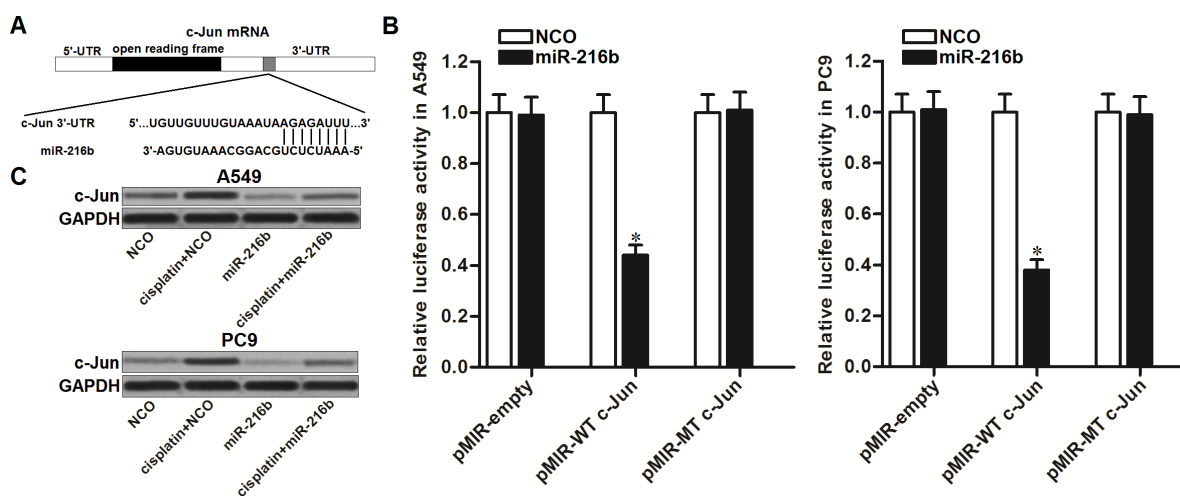 A
c-Jun mRNA
5'-UTR
open reading frame
3'-UTR
c-Jun 3'-UTR
5'...UGUUGUUUGUAAAUAAGAGAUUU...3'
miR-216b
3'-AGUGUAAACGGACGUCUCUAAA-5'
C
A549
c-Jun
GAPDH
NCO
cisplatin+NCO
miR-216b
cisplatin+miR-216b
PC9
c-Jun
GAPDH
NCO
cisplatin+NCO
miR-216b
cisplatin+miR-216b
B
NCO
miR-216b
Relative luciferase activity in A549
1.2
1.0
0.8
0.6
0.4
0.2
0.0
*
pMIR-empty
pMIR-WT c-Jun
pMIR-MT c-Jun
NCO
miR-216b
Relative luciferase activity in PC9
1.2
1.0
0.8
0.6
0.4
0.2
0.0
*
pMIR-empty
pMIR-WT c-Jun
pMIR-MT c-Jun